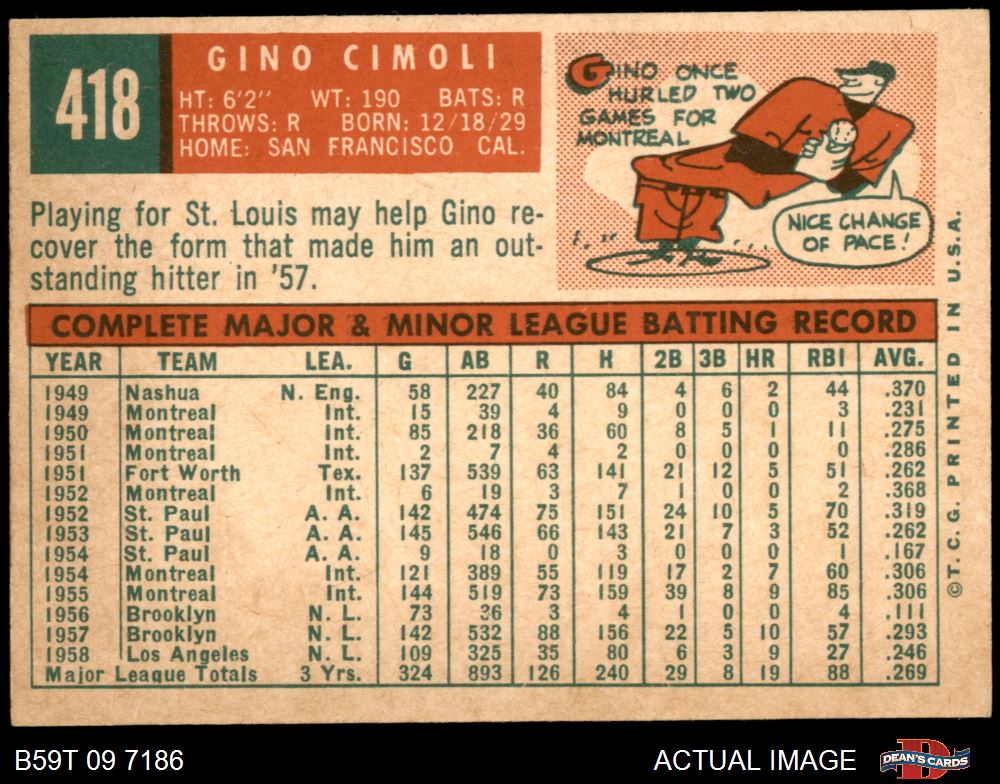 418
GINO CIMOLI
HT: 6'2" WT: 190 BATS: R
THROWS: R BORN: 12/18/29
HOME: SAN FRANCISCO CAL.
GINO ONCE
HURLED TWO
GAMES FOR
MONTREAL
NICE CHANGE
OF PACE!
Playing for St. Louis may help Gino re-
cover the form that made him an out-
standing hitter in '57.
COMPLETE MAJOR & MINOR LEAGUE BATTING RECORD
YEAR TEAM LEA. G AB R H 2B 3B HR RBI AVG.
1949 Nashua N. Eng. 58 227 40 84 4 6 2 44 .370
1949 Montreal Int. 15 39 4 9 0 0 0 3 .231
1950 Montreal Int. 85 218 36 60 8 5 1 11 .275
1951 Montreal Int. 2 7 4 2 0 0 0 0 .286
1951 Fort Worth Tex. 137 539 63 141 21 12 5 51 .262
1952 Montreal Int. 6 19 3 7 1 0 0 2 .368
1952 St. Paul A. A. 142 474 75 151 24 10 5 70 .319
1953 St. Paul A. A. 145 546 66 143 21 7 3 52 .262
1954 St. Paul A. A. 9 18 0 3 0 0 0 1 .167
1954 Montreal Int. 121 389 55 119 17 2 7 60 .306
1955 Montreal Int. 144 519 73 159 39 8 9 85 .306
1956 Brooklyn N. L. 73 36 3 4 1 0 0 4 .111
1957 Brooklyn N. L. 142 532 88 156 22 5 10 57 .293
1958 Los Angeles N. L. 109 325 35 80 6 3 9 27 .246
Major League Totals 3 Yrs. 324 893 126 240 29 8 19 88 .269
©T.C.G. PRINTED IN U.S.A.
B59T 09 7186
ACTUAL IMAGE
DEAN'S CARDS